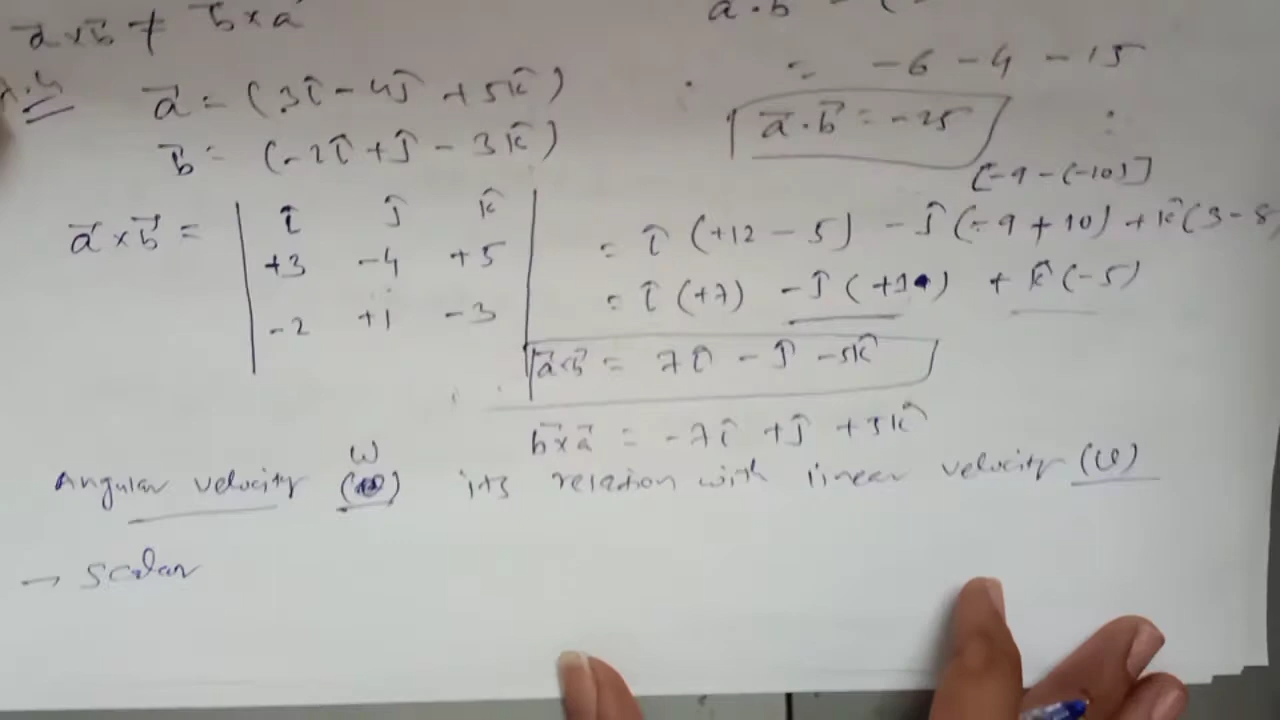 a⃗ × b⃗ ≠ b⃗ × a⃗
a⃗ = (3î - 4ĵ + 5k̂)
b⃗ = (-2î + ĵ - 3k̂)
a⃗ × b⃗ =
î ĵ k̂
+3 -4 +5
-2 +1 -3
a . b = (
= -6 - 4 - 15
a⃗ . b⃗ = -25
[-9 - (-10)]
= î (+12 - 5) - ĵ (-9 + 10) + k̂ (3 - 8
= î (+7) - ĵ (+1) + k̂ (-5)
a⃗ × b⃗ = 7î - ĵ - 5k̂
b⃗ × a⃗ = -7î + ĵ + 5k̂
Angular velocity (ω) its relation with linear velocity (v)
→ Scalar